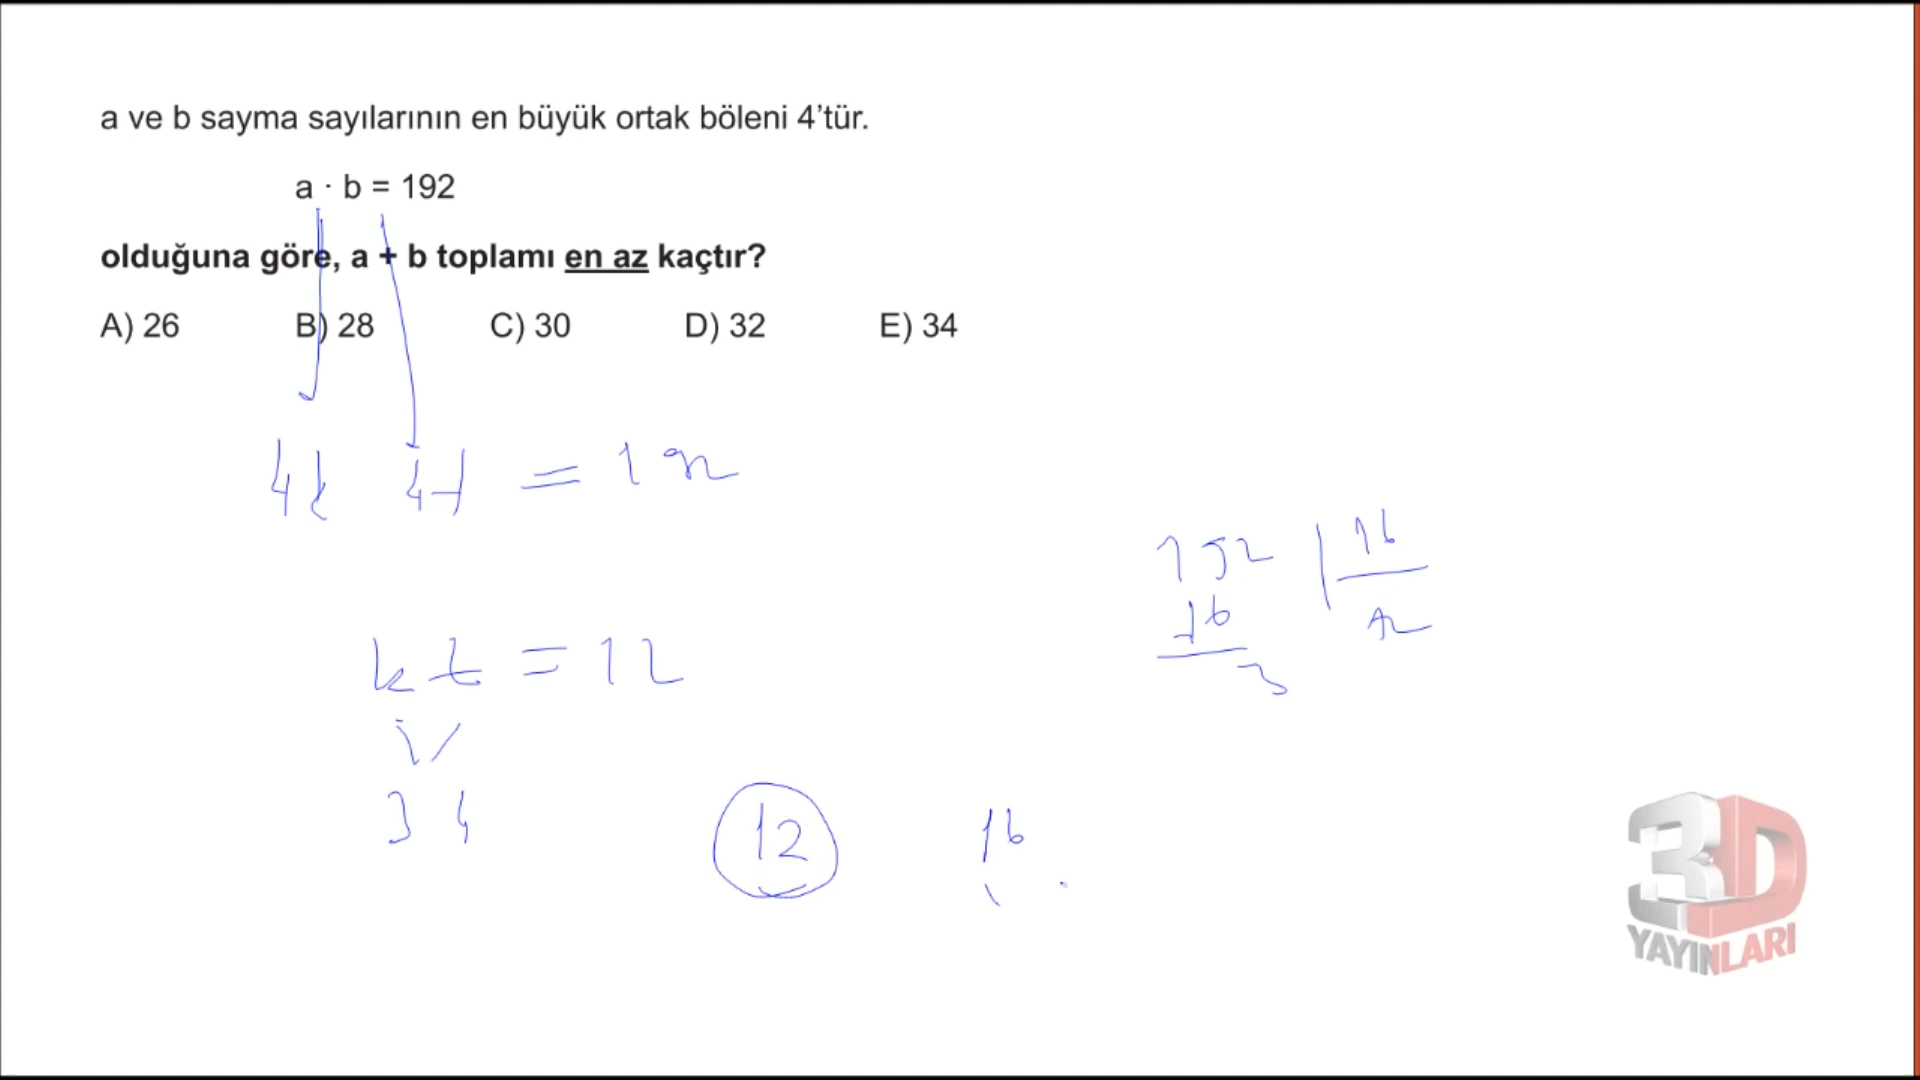 a ve b sayma sayılarının en büyük ortak böleni 4’tür.
a · b = 192
olduğuna göre, a + b toplamı en az kaçtır?
A) 26 B) 28 C) 30 D) 32 E) 34
4k 4t = 192
192 16
16 12
3
k t = 12
3 4
12 16
3D
YAYINLARI